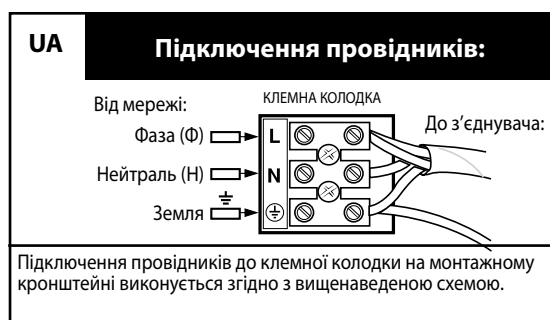 UA
Підключення провідників:
Від мережі:
КЛЕМНА КОЛОДКА
До з’єднувача:
Фаза (Ф)
L
Нейтраль (Н)
N
Земля
Підключення провідників до клемної колодки на монтажному
кронштейні виконується згідно з вищенаведеною схемою.